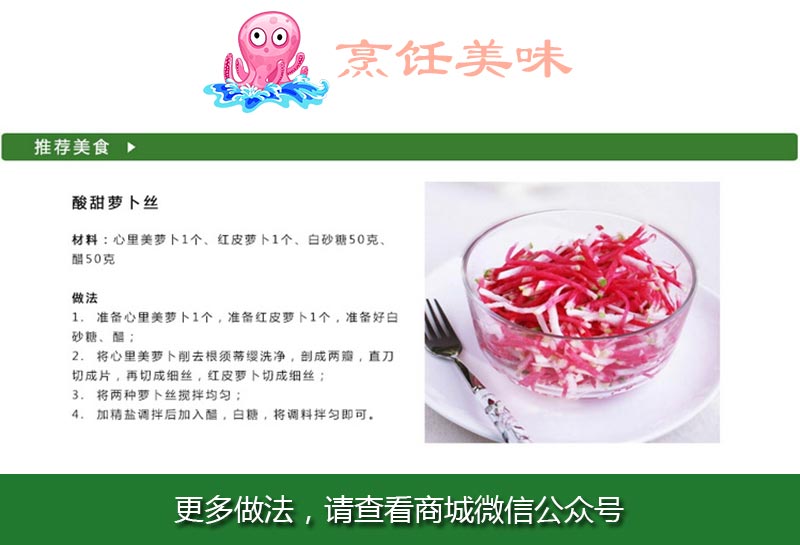 烹饪美味
推荐美食
酸甜萝卜丝
材料：心里美萝卜1个、红皮萝卜1个、白砂糖50克、
醋50克
做法
1. 准备心里美萝卜1个，准备红皮萝卜1个，准备好白
砂糖、醋；
2. 将心里美萝卜削去根须蒂缨洗净，剖成两瓣，直刀
切成片，再切成细丝，红皮萝卜切成细丝；
3. 将两种萝卜丝搅拌均匀；
4. 加精盐调拌后加入醋，白糖，将调料拌匀即可。
更多做法，请查看商城微信公众号